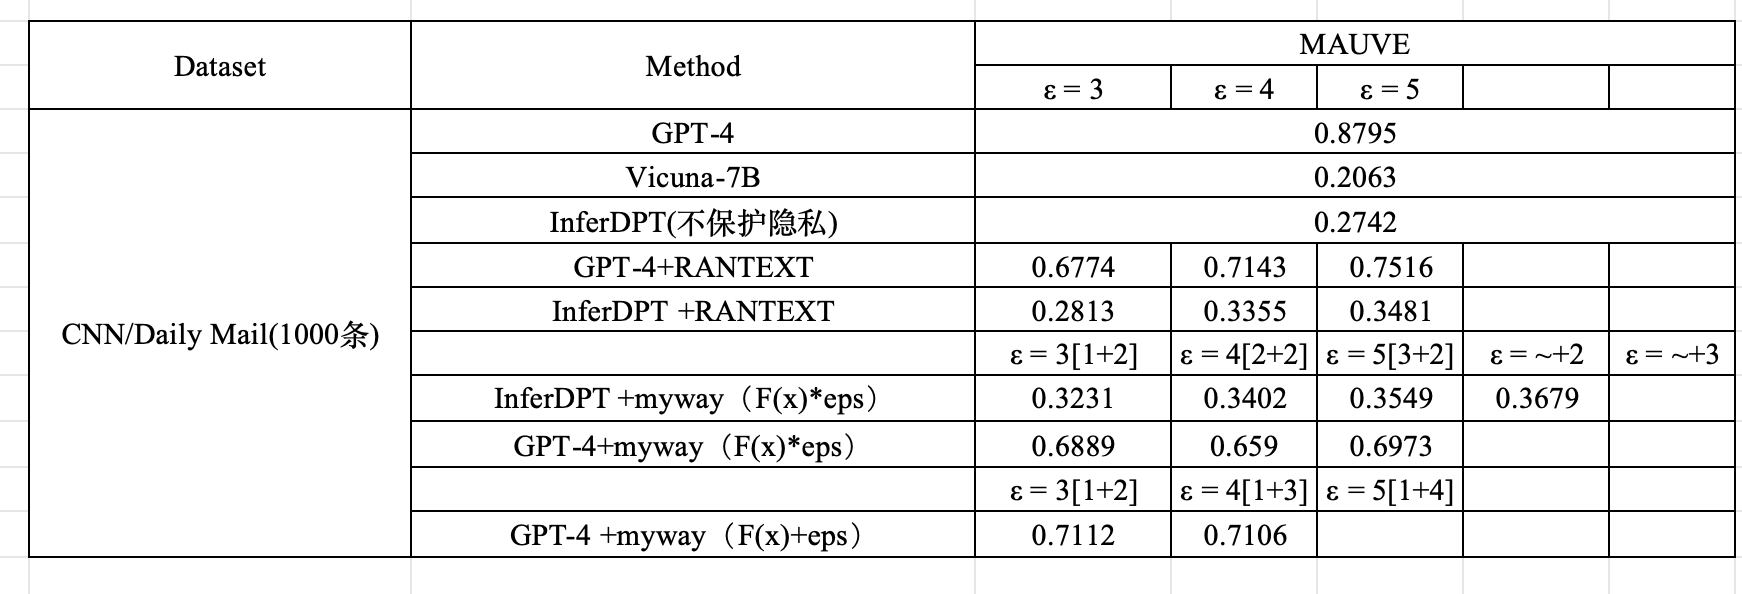 Dataset Method MAUVE
ε = 3 ε = 4 ε = 5
CNN/Daily Mail(1000条)
GPT-4 0.8795
Vicuna-7B 0.2063
InferDPT(不保护隐私) 0.2742
GPT-4+RANTEXT 0.6774 0.7143 0.7516
InferDPT +RANTEXT 0.2813 0.3355 0.3481
ε = 3[1+2] ε = 4[2+2] ε = 5[3+2] ε = ~+2 ε = ~+3
InferDPT +myway（F(x)*eps） 0.3231 0.3402 0.3549 0.3679
GPT-4+myway（F(x)*eps） 0.6889 0.659 0.6973
ε = 3[1+2] ε = 4[1+3] ε = 5[1+4]
GPT-4 +myway（F(x)+eps） 0.7112 0.7106